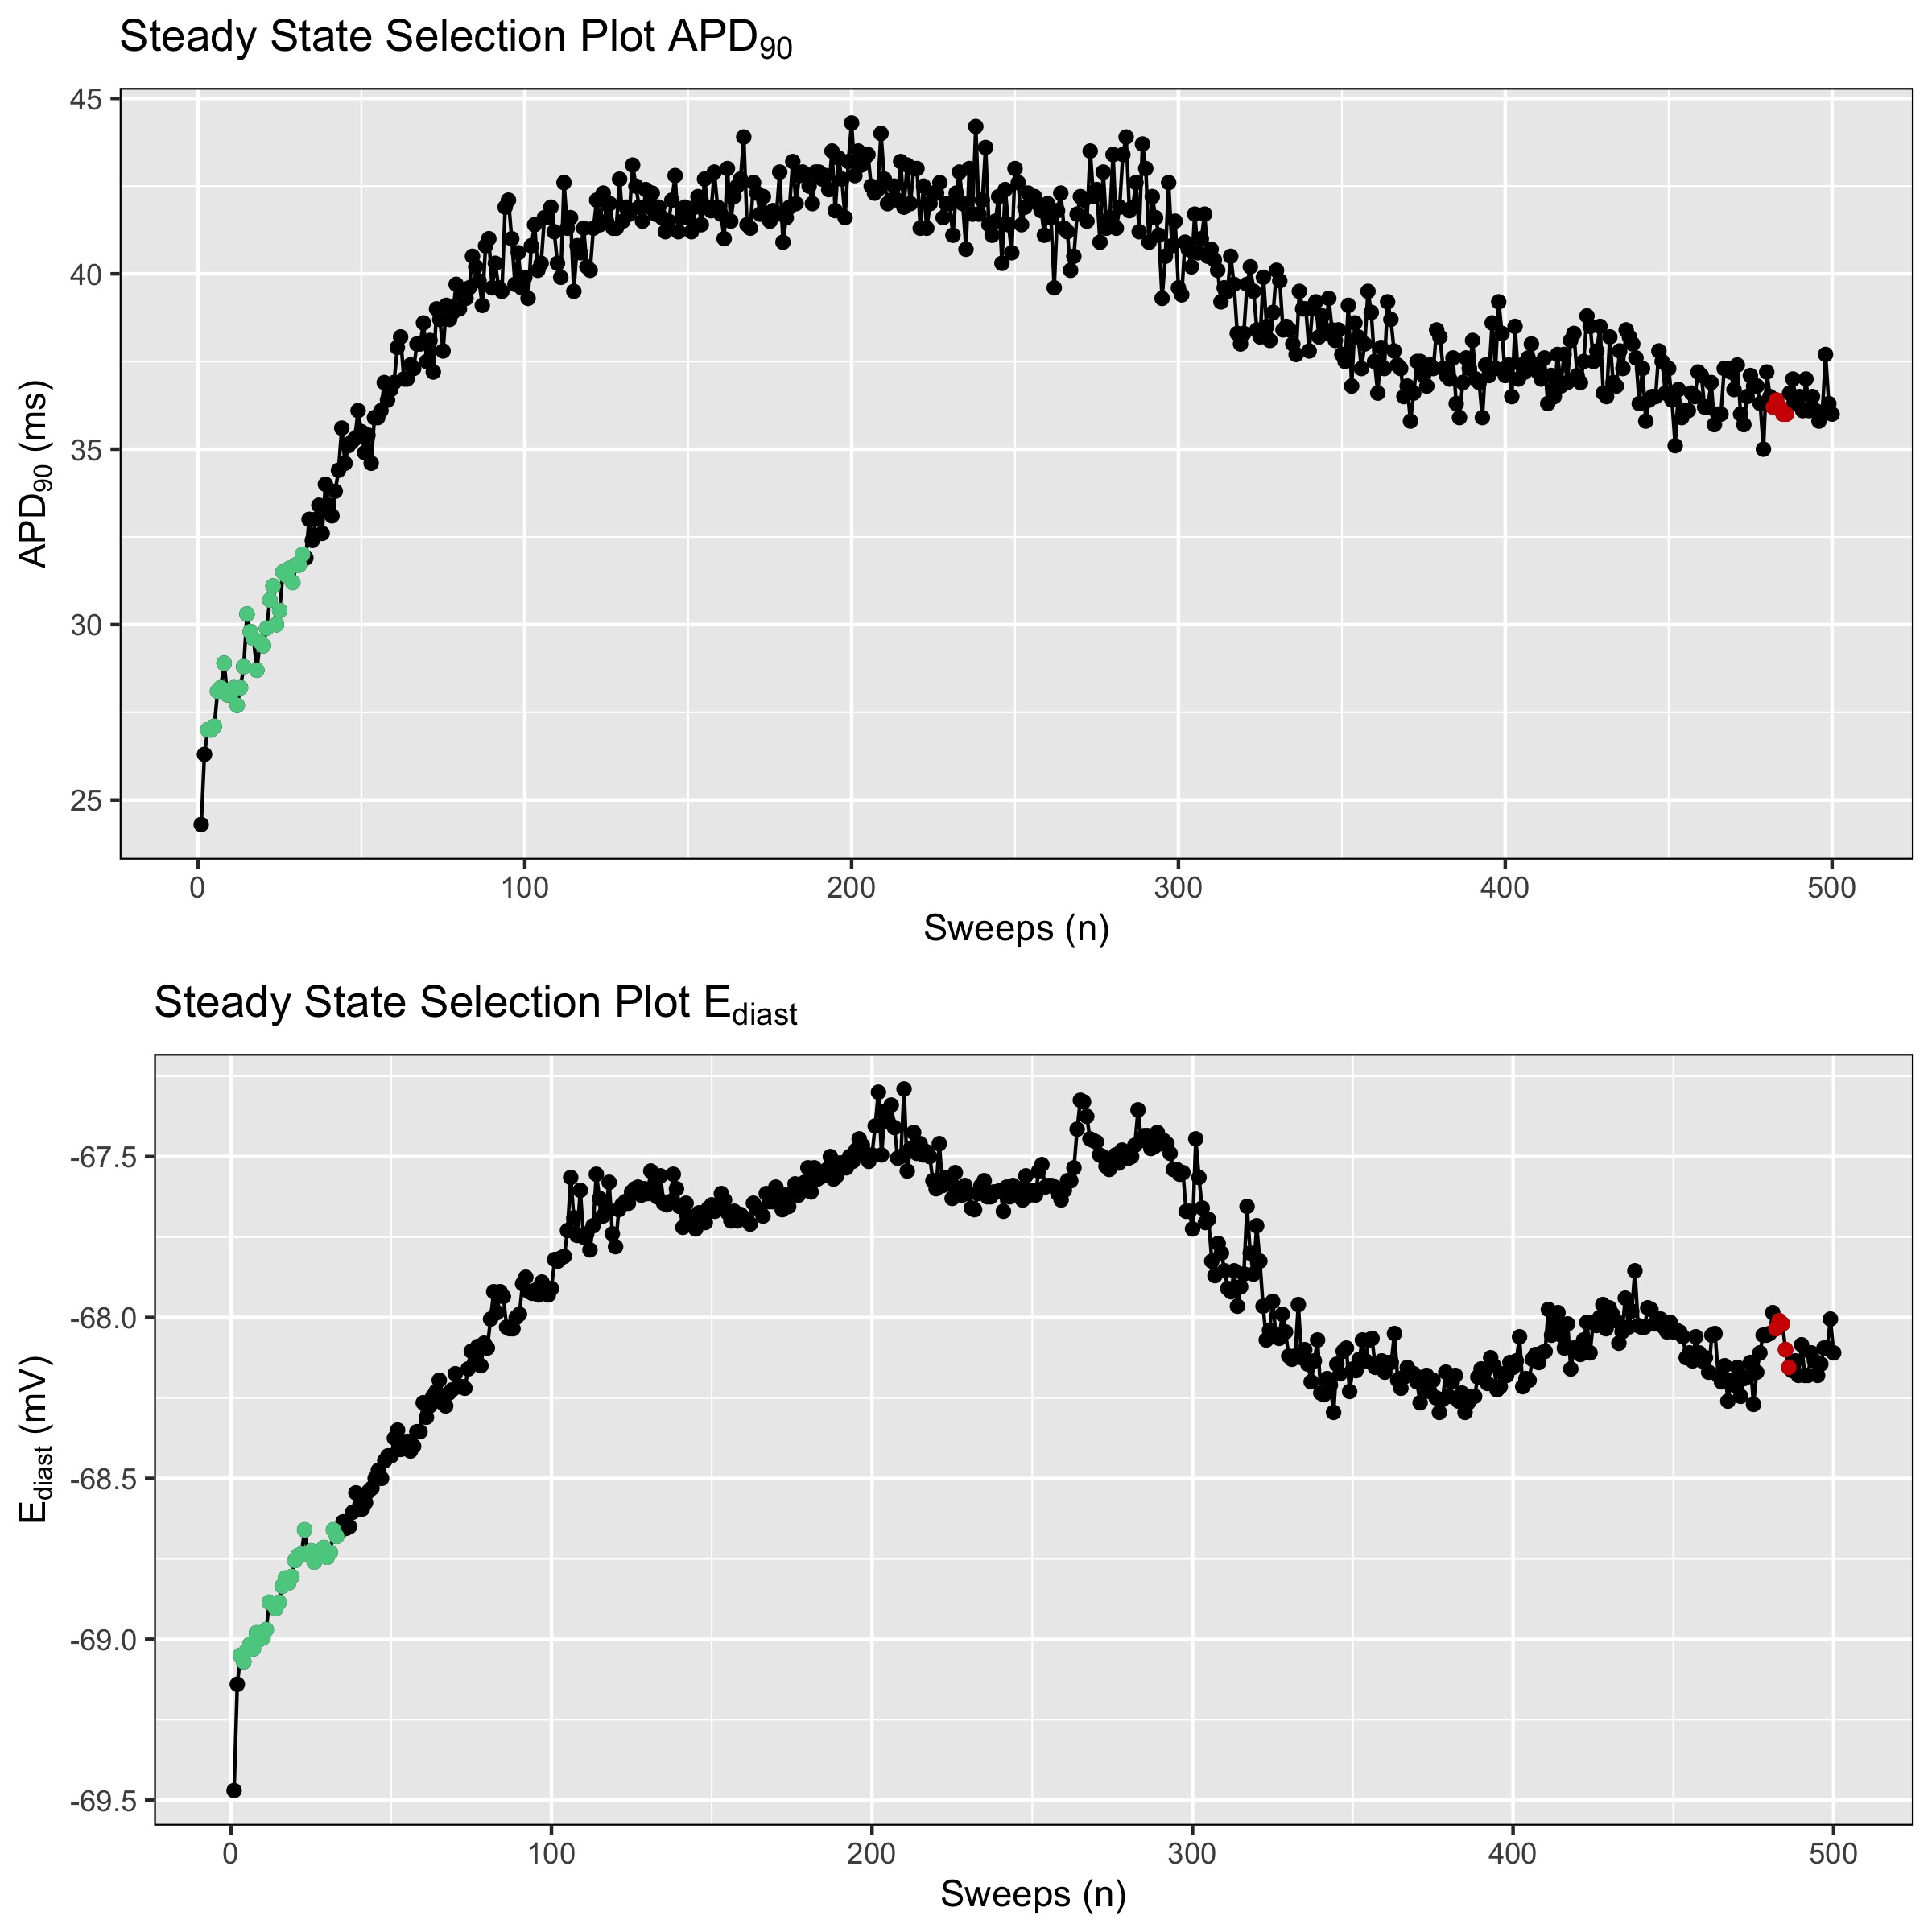 Steady State Selection Plot APD90
45
40
35
30
25
APD90 (ms)
0 100 200 300 400 500
Sweeps (n)
Steady State Selection Plot Ediast
-67.5
-68.0
-68.5
-69.0
-69.5
Ediast (mV)
0 100 200 300 400 500
Sweeps (n)